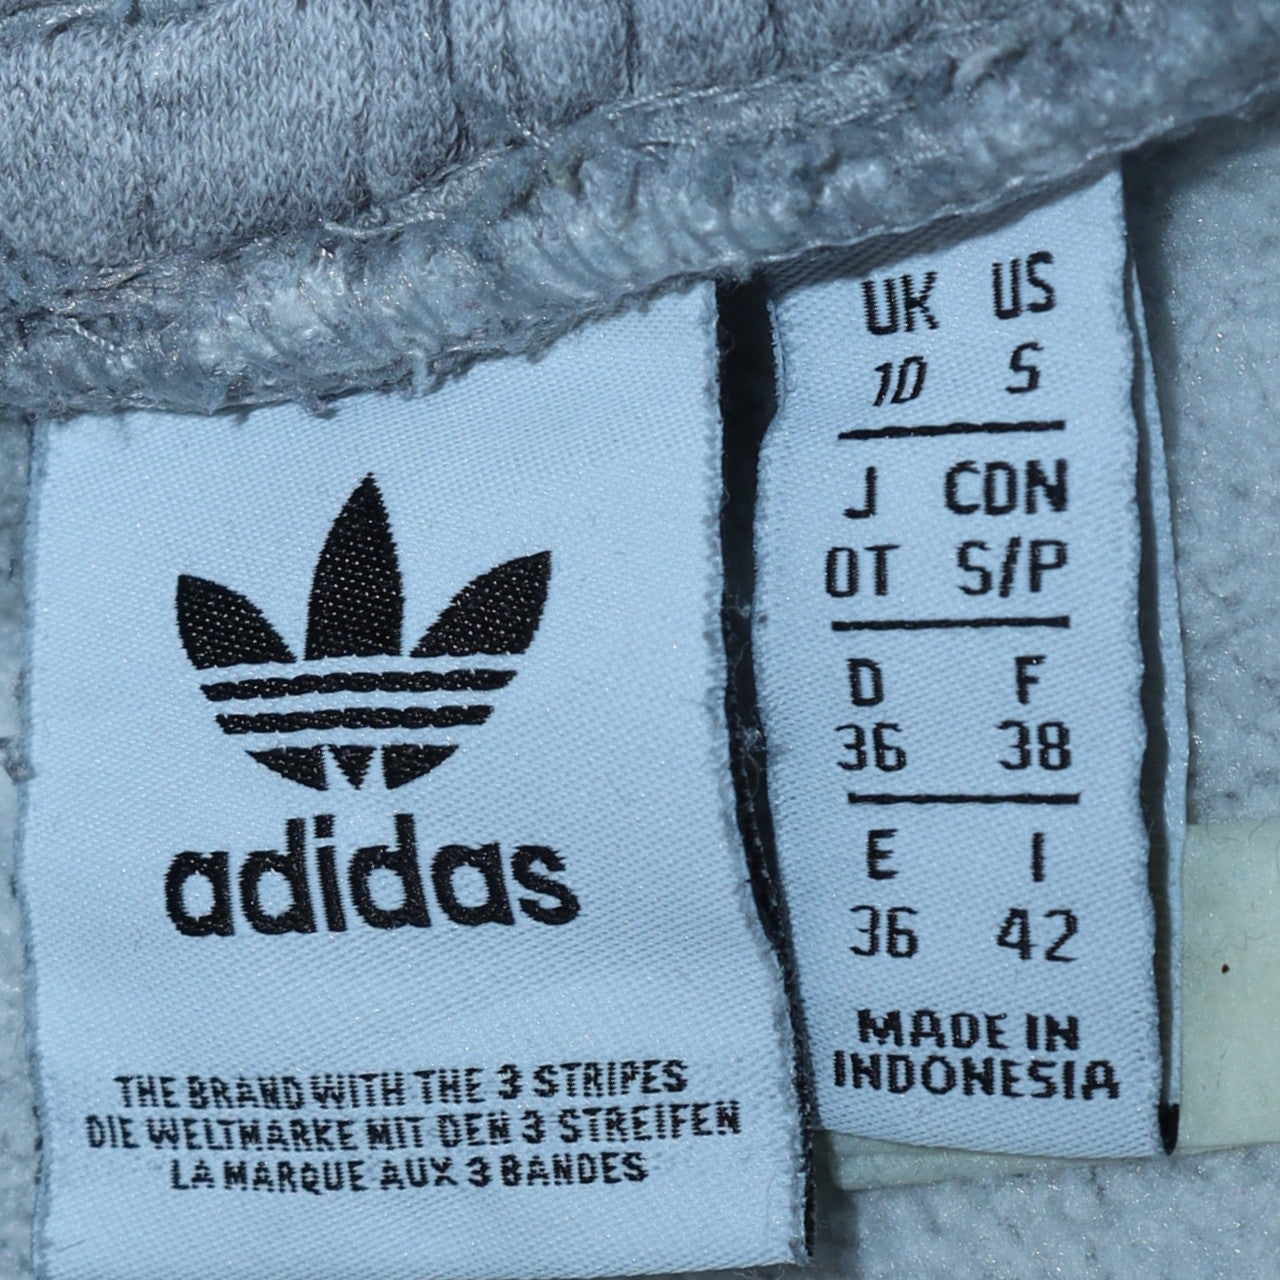 adidas
THE BRAND WITH THE 3 STRIPES
DIE WELTMARKE MIT DEN 3 STREIFEN
LA MARQUE AUX 3 BANDES
UK US
10 S
J CDN
OT S/P
D F
36 38
E I
36 42
MADE IN
INDONESIA